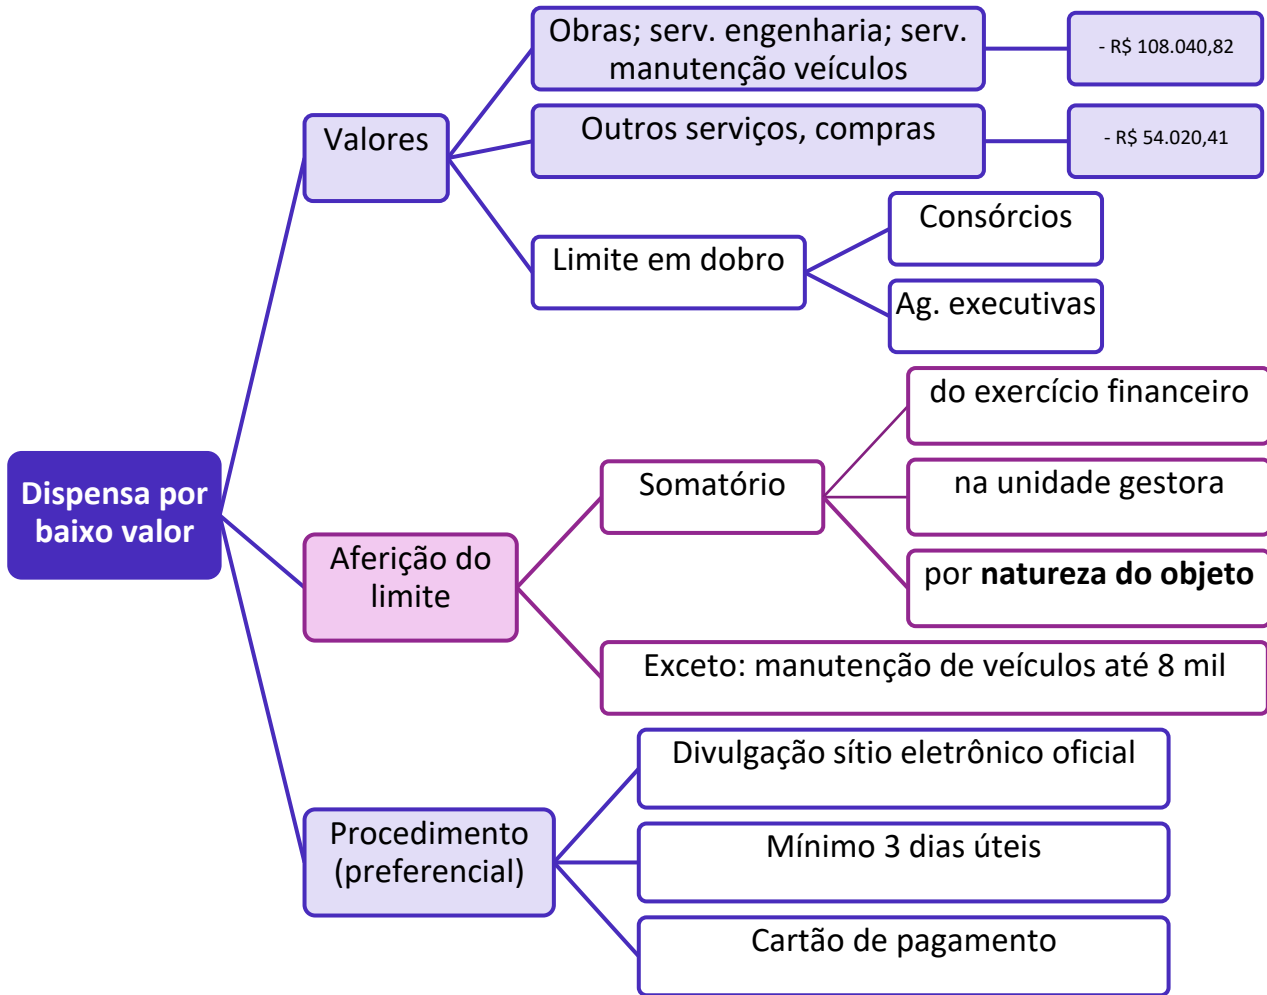 Dispensa por
baixo valor
Valores
Obras; serv. engenharia; serv.
manutenção veículos
- R$ 108.040,82
Outros serviços, compras
- R$ 54.020,41
Limite em dobro
Consórcios
Ag. executivas
Aferição do
limite
Somatório
do exercício financeiro
na unidade gestora
por natureza do objeto
Exceto: manutenção de veículos até 8 mil
Procedimento
(preferencial)
Divulgação sítio eletrônico oficial
Mínimo 3 dias úteis
Cartão de pagamento